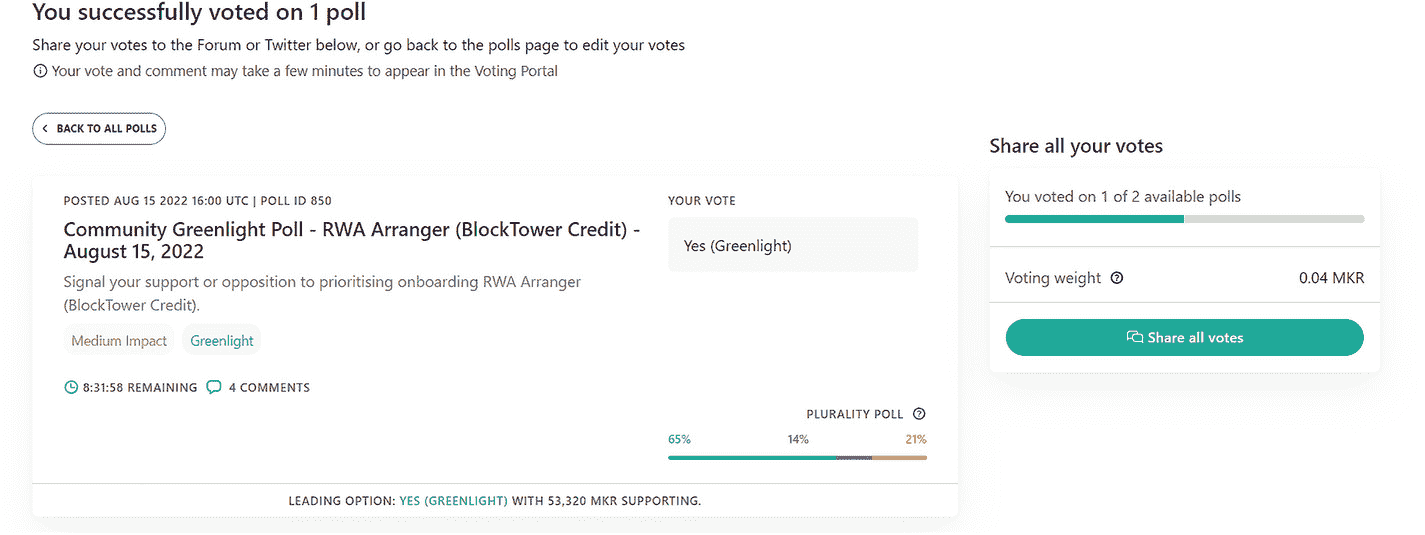 You successfully voted on 1 poll
Share your votes to the Forum or Twitter below, or go back to the polls page to edit your votes
Your vote and comment may take a few minutes to appear in the Voting Portal
BACK TO ALL POLLS
POSTED AUG 15 2022 16:00 UTC | POLL ID 850
Community Greenlight Poll - RWA Arranger (BlockTower Credit) -
August 15, 2022
Signal your support or opposition to prioritising onboarding RWA Arranger
(BlockTower Credit).
Medium Impact Greenlight
8:31:58 REMAINING 4 COMMENTS
YOUR VOTE
Yes (Greenlight)
PLURALITY POLL
65% 14% 21%
LEADING OPTION: YES (GREENLIGHT) WITH 53,320 MKR SUPPORTING.
Share all your votes
You voted on 1 of 2 available polls
Voting weight 0.04 MKR
Share all votes